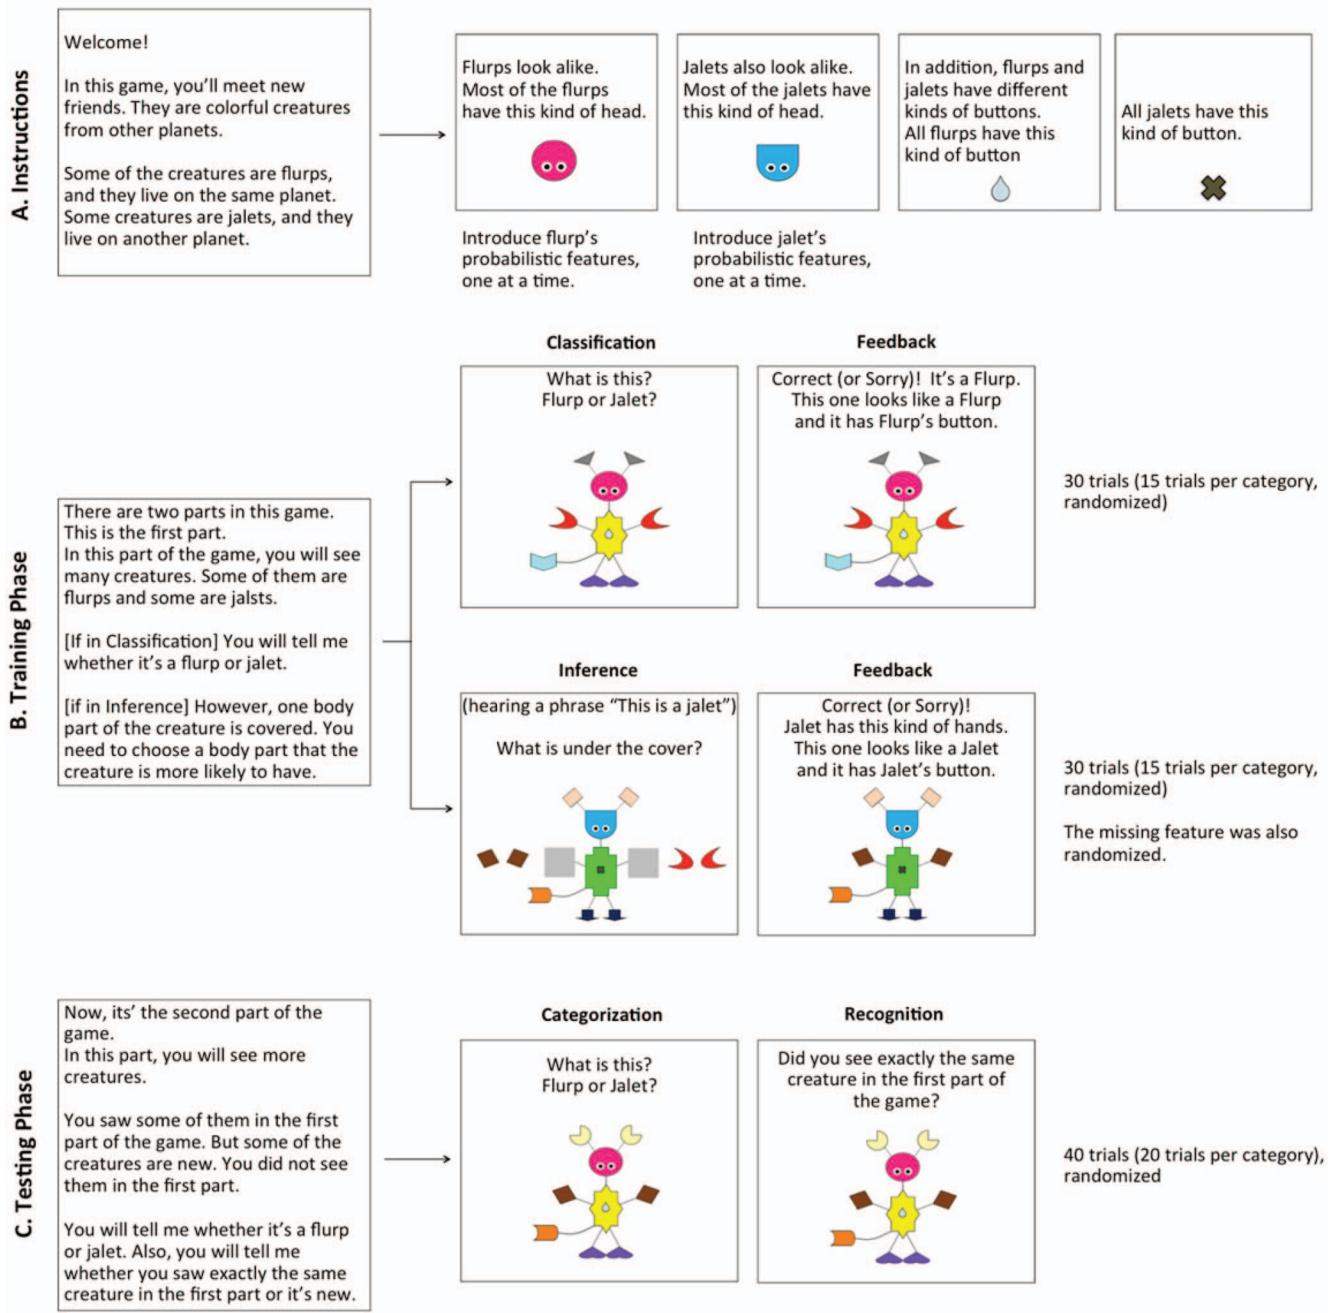 A. Instructions
Welcome!
In this game, you'll meet new
friends. They are colorful creatures
from other planets.
Some of the creatures are flurps,
and they live on the same planet.
Some creatures are jalets, and they
live on another planet.
Flurps look alike.
Most of the flurps
have this kind of head.
Jalets also look alike.
Most of the jalets have
this kind of head.
In addition, flurps and
jalets have different
kinds of buttons.
All flurps have this
kind of button
All jalets have this
kind of button.
Introduce flurp's
probabilistic features,
one at a time.
Introduce jalet's
probabilistic features,
one at a time.
B. Training Phase
There are two parts in this game.
This is the first part.
In this part of the game, you will see
many creatures. Some of them are
flurps and some are jalsts.
[If in Classification] You will tell me
whether it's a flurp or jalet.
[if in Inference] However, one body
part of the creature is covered. You
need to choose a body part that the
creature is more likely to have.
Classification
What is this?
Flurp or Jalet?
Feedback
Correct (or Sorry)! It's a Flurp.
This one looks like a Flurp
and it has Flurp's button.
30 trials (15 trials per category,
randomized)
Inference
(hearing a phrase "This is a jalet")
What is under the cover?
Feedback
Correct (or Sorry)!
Jalet has this kind of hands.
This one looks like a Jalet
and it has Jalet's button.
30 trials (15 trials per category,
randomized)
The missing feature was also
randomized.
C. Testing Phase
Now, its' the second part of the
game.
In this part, you will see more
creatures.
You saw some of them in the first
part of the game. But some of the
creatures are new. You did not see
them in the first part.
You will tell me whether it's a flurp
or jalet. Also, you will tell me
whether you saw exactly the same
creature in the first part or it's new.
Categorization
What is this?
Flurp or Jalet?
Recognition
Did you see exactly the same
creature in the first part of
the game?
40 trials (20 trials per category),
randomized